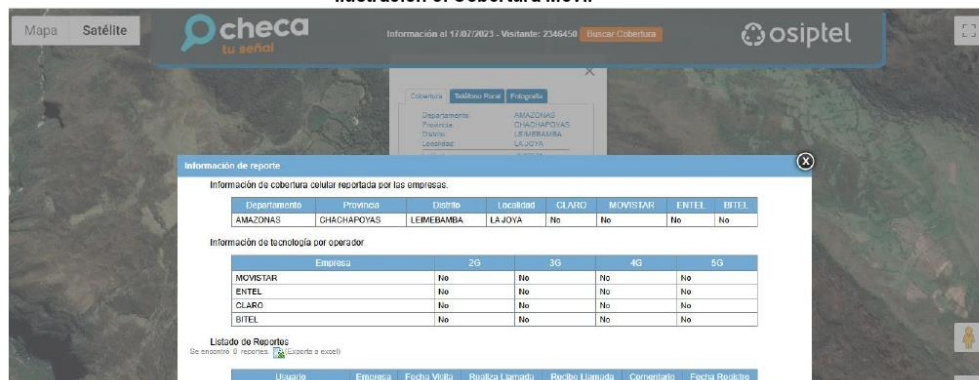 Mapa Satélite
checa
tu señal
Información al 17/07/2023 - Visitante: 2346450 Buscar Cobertura
osiptel
Cobertura Teléfono Rural Fotografía
Departamento AMAZONAS
Provincia CHACHAPOYAS
Distrito LEIMEBAMBA
Localidad LA JOYA
Información de reporte
Información de cobertura celular reportada por las empresas.
Departamento Provincia Distrito Localidad CLARO MOVISTAR ENTEL BITEL
AMAZONAS CHACHAPOYAS LEIMEBAMBA LA JOYA No No No No
Información de tecnología por operador
Empresa 2G 3G 4G 5G
MOVISTAR No No No No
ENTEL No No No No
CLARO No No No No
BITEL No No No No
Listado de Reportes
Se encontró 0 reportes. (Exporta a excel)
Usuario Empresa Fecha Visita Realiza Llamada Recibe Llamada Comentario Fecha Registro